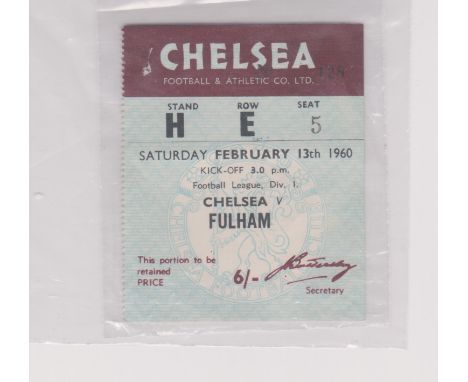 CHELSEA
FOOTBALL & ATHLETIC CO. LTD.
STAND ROW SEAT
H E 5
SATURDAY FEBRUARY 13th 1960
KICK-OFF 3.0 p.m.
Football League, Div. I.
CHELSEA v
FULHAM
This portion to be
retained
PRICE 6/-
Secretary